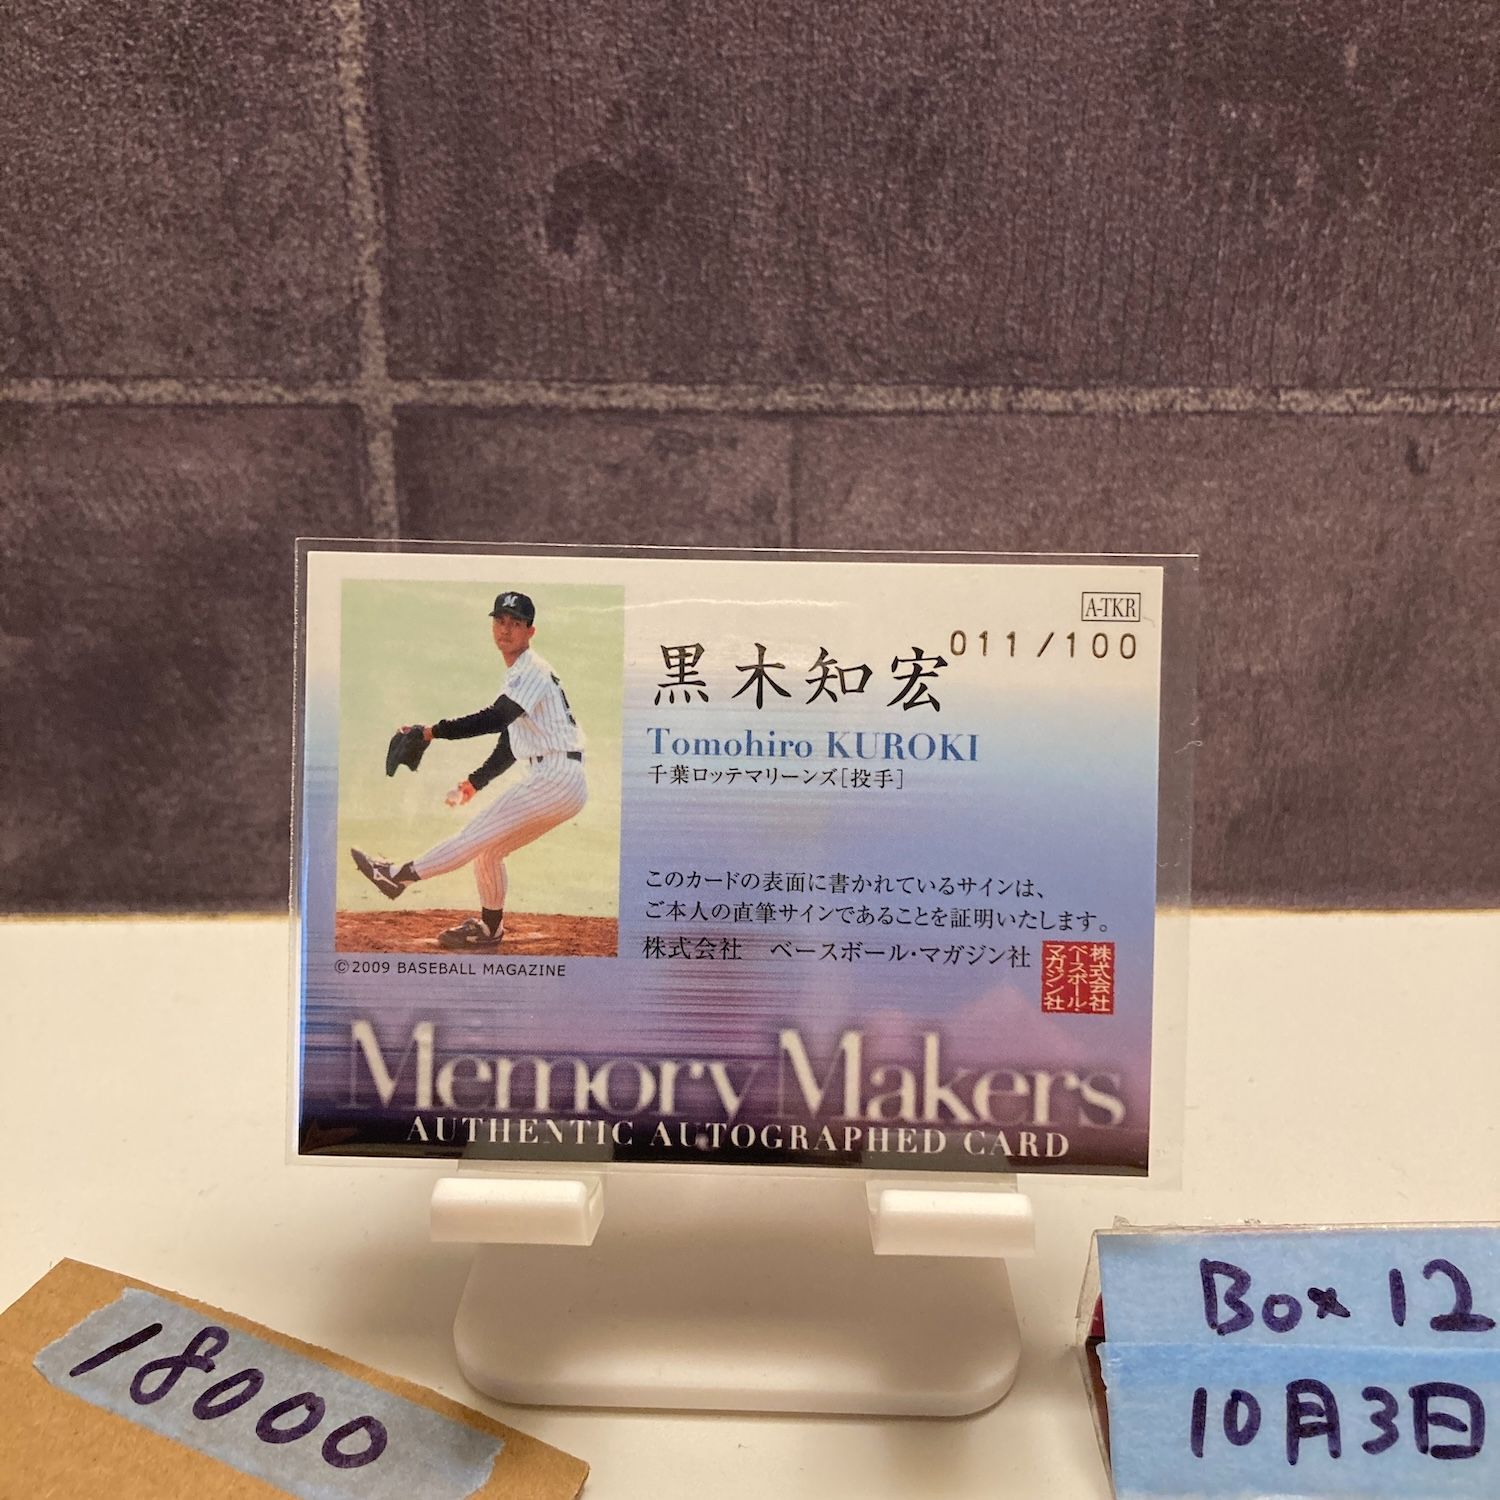 A-TKR
011/100
黒木知宏
Tomohiro KUROKI
千葉ロッテマリーンズ[投手]
このカードの表面に書かれているサインは、
ご本人の直筆サインであることを証明いたします。
株式会社 ベースボール・マガジン社
株式会社
ベースボール・
マガジン社
©2009 BASEBALL MAGAZINE
Memory Makers
AUTHENTIC AUTOGRAPHED CARD
18000
Box 12
10月3日